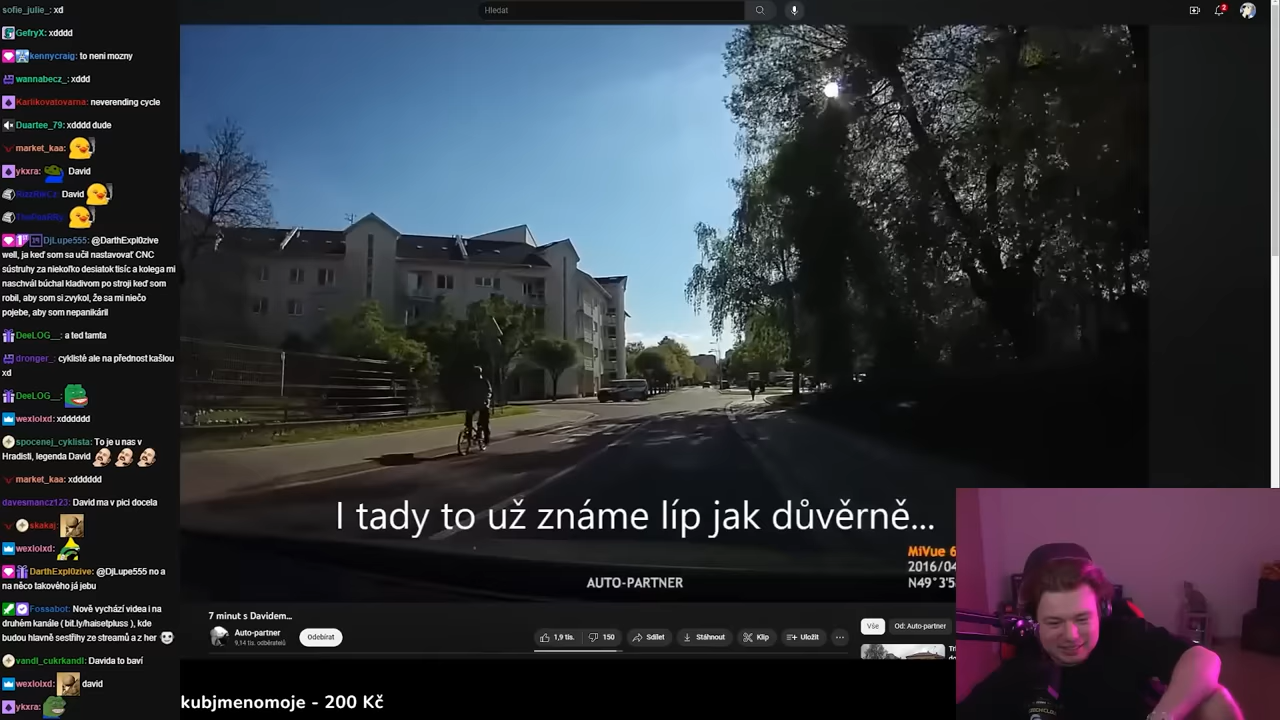 sofie_julie_: xd
GefryX: xdddd
kennycraig: to neni mozny
wannabecz_: xddd
Karlikovatovarna: neverending cycle
Duartee_79: xdddd dude
market_kaa:
ykxra: David
RizzRieCz: David
DjLupe555: @DarthExpl0zive
well, ja keď som sa učil nastavovať CNC
sústruhy za niekoľko desiatok tisíc a kolega mi
naschvál búchal kladivom po stroji keď som
robil, aby som si zvykol, že sa mi niečo
pojebe, aby som nepanikáril
DeeLOG__: a ted tamta
dronger_: cyklisté ale na přednost kašlou
xd
DeeLOG__:
wexloixd: xdddddd
spocenej_cyklista: To je u nas v
Hradisti, legenda David
market_kaa: xdddddd
davesmancz123: David ma v pici docela
skakaj:
wexloixd:
DarthExpl0zive: @DjLupe555 no a
na něco takového já jebu
Fossabot: Nově vychází videa i na
druhém kanále ( bit.ly/haisetpluss ), kde
budou hlavně sestřihy ze streamů a z her
vandl_cukrkandl: Davida to baví
wexloixd: david
ykxra:
Hledat
2
I tady to už známe líp jak důvěrně...
MiVue 6
2016/04
N49°3'5
AUTO-PARTNER
7 minut s Davidem...
Auto-partner
9,14 tis. odběratelů
Odebírat
1,9 tis.
150
Sdílet
Stáhnout
Klip
Uložit
Vše
Od: Auto-partner
kubjmenomoje - 200 Kč